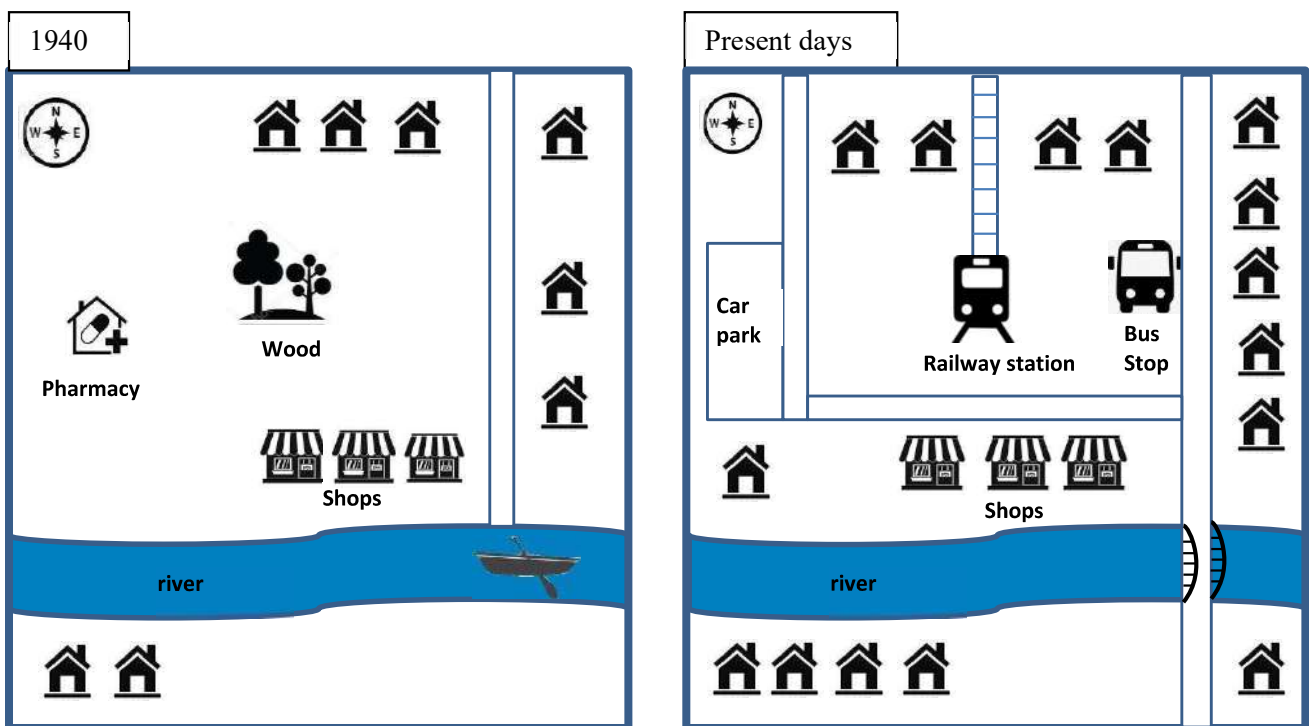 1940
N
W E
S
Wood
Pharmacy
Shops
river
Present days
N
W E
S
Car
park
Railway station
Bus
Stop
Shops
river